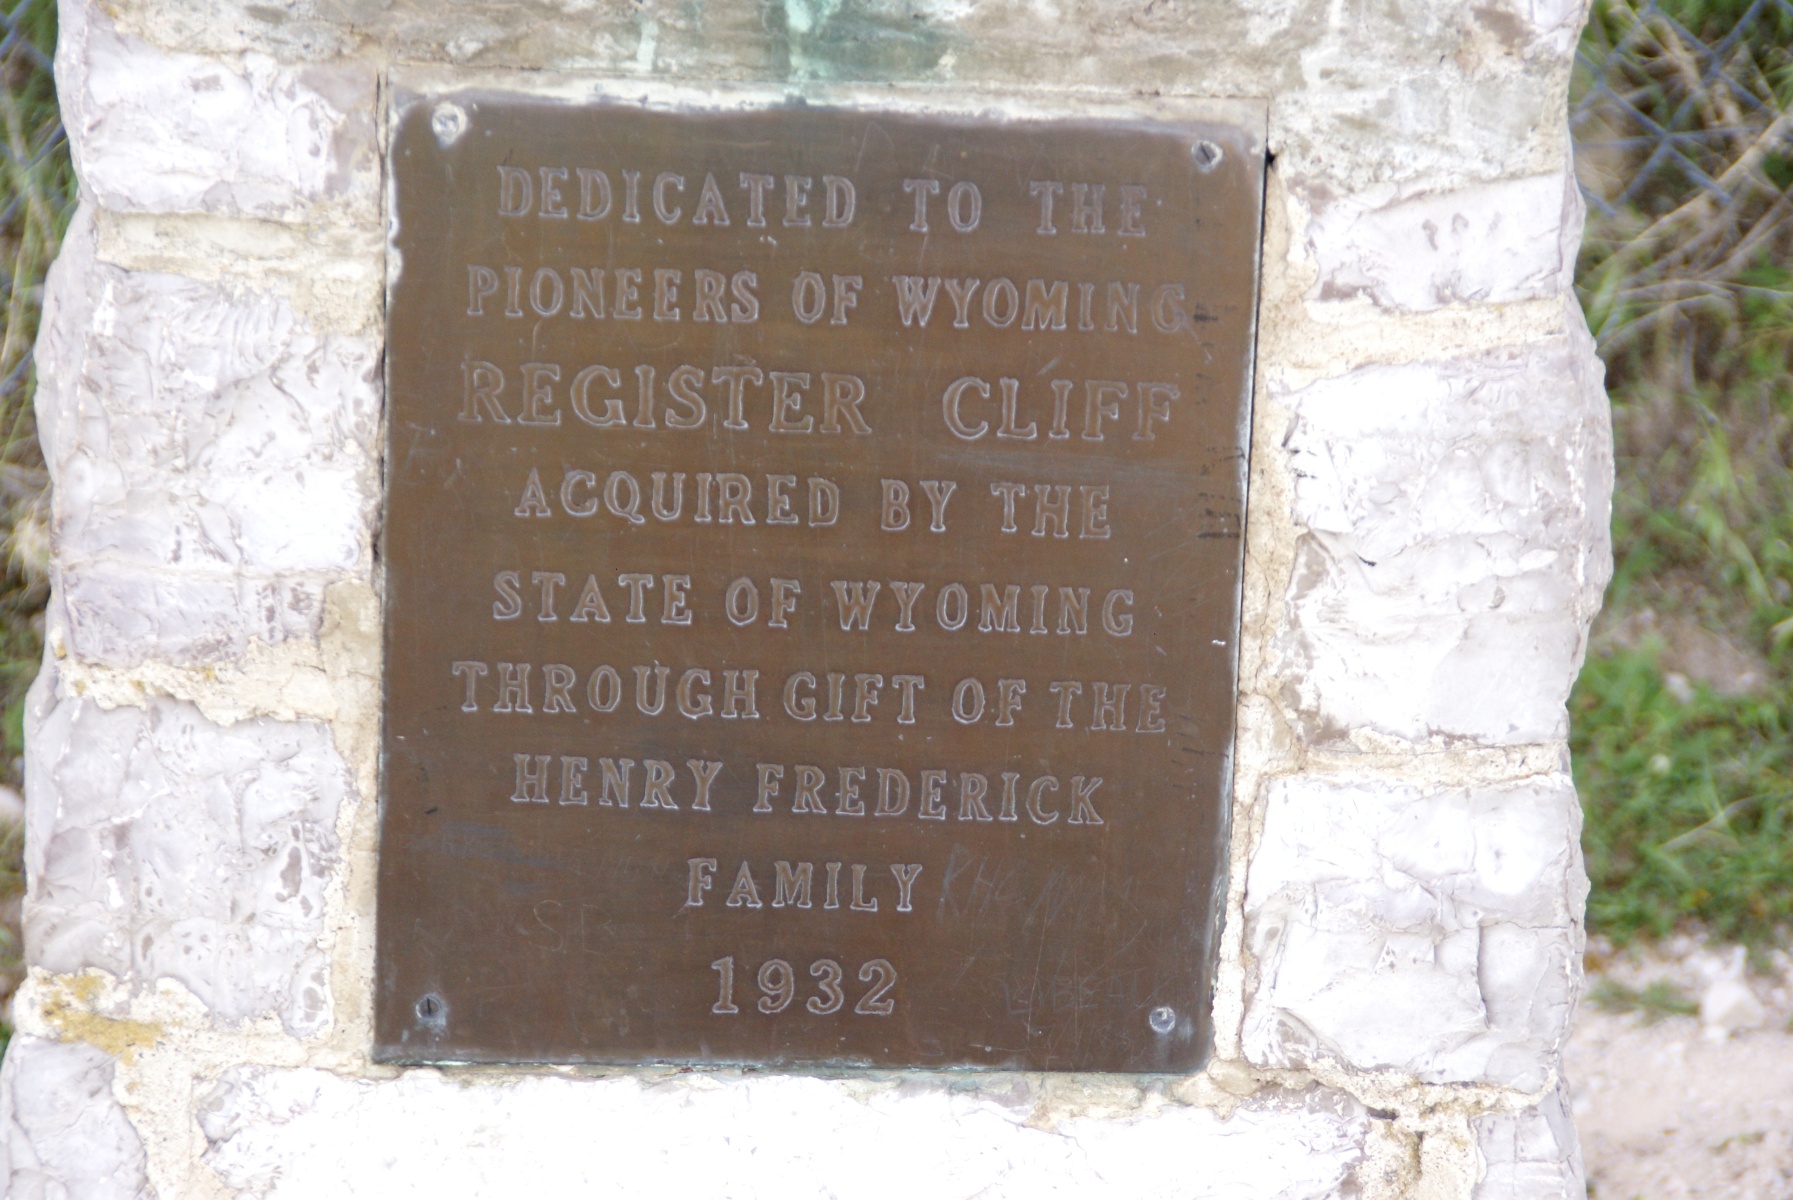 DEDICATED TO THE
PIONEERS OF WYOMING
REGISTER CLIFF
ACQUIRED BY THE
STATE OF WYOMING
THROUGH GIFT OF THE
HENRY FREDERICK
FAMILY
1932